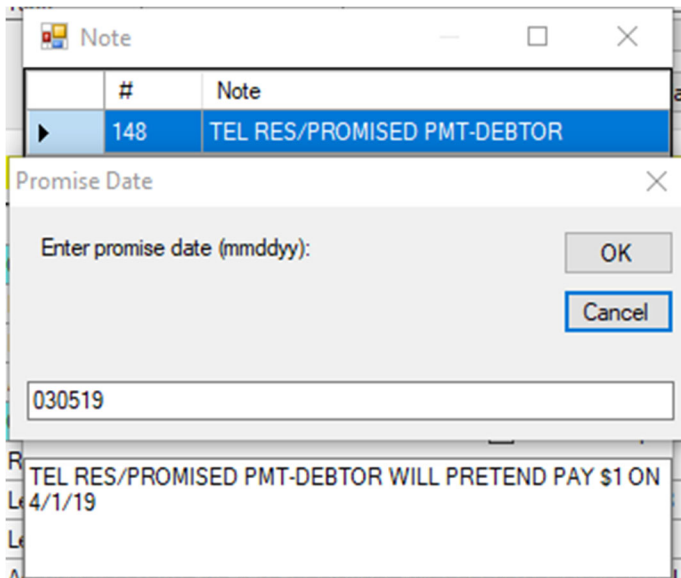 Note
# Note
148 TEL RES/PROMISED PMT-DEBTOR
Promise Date
Enter promise date (mmddyy):
OK
Cancel
030519
TEL RES/PROMISED PMT-DEBTOR WILL PRETEND PAY $1 ON
4/1/19